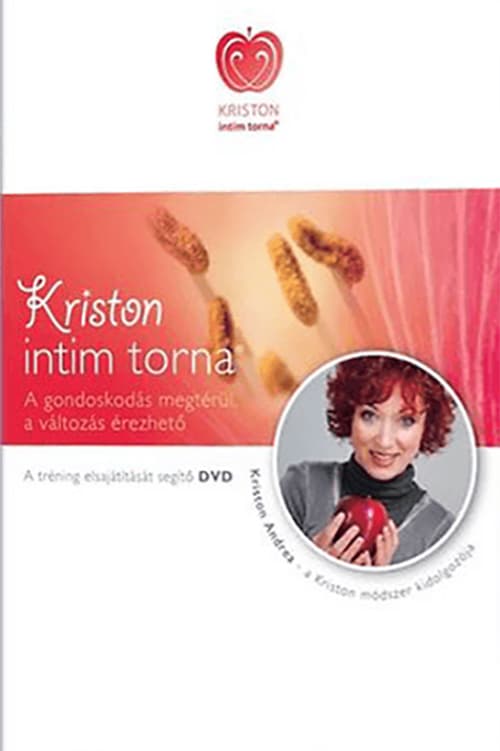 KRISTON
intim torna®
Kriston
intim torna
A gondoskodás megtérül,
a változás érezhető
A tréning elsajátítását segítő DVD
Kriston Andrea - a Kriston módszer kidolgozója